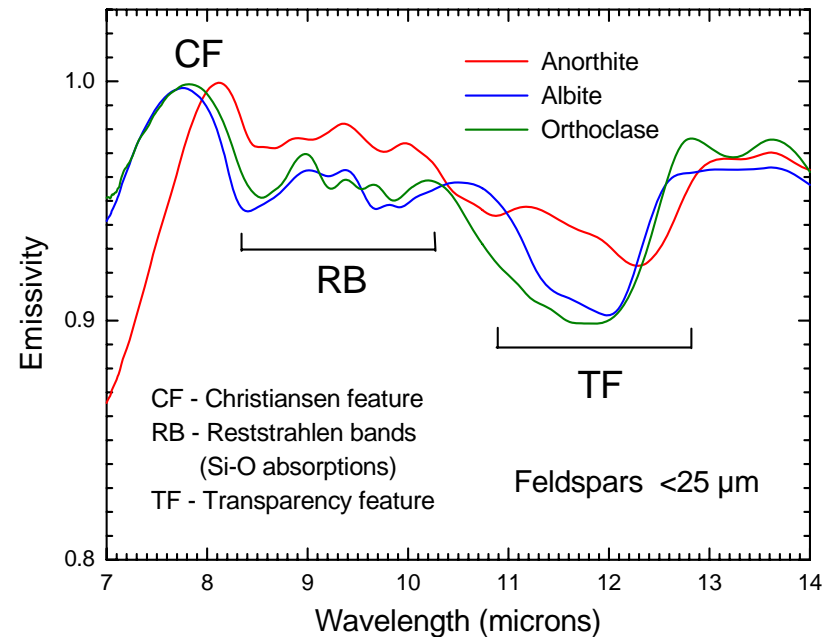 CF
Anorthite
Albite
Orthoclase
RB
TF
CF - Christiansen feature
RB - Reststrahlen bands
(Si-O absorptions)
TF - Transparency feature
Feldspars <25 µm
Emissivity
1.0
0.9
0.8
7 8 9 10 11 12 13 14
Wavelength (microns)